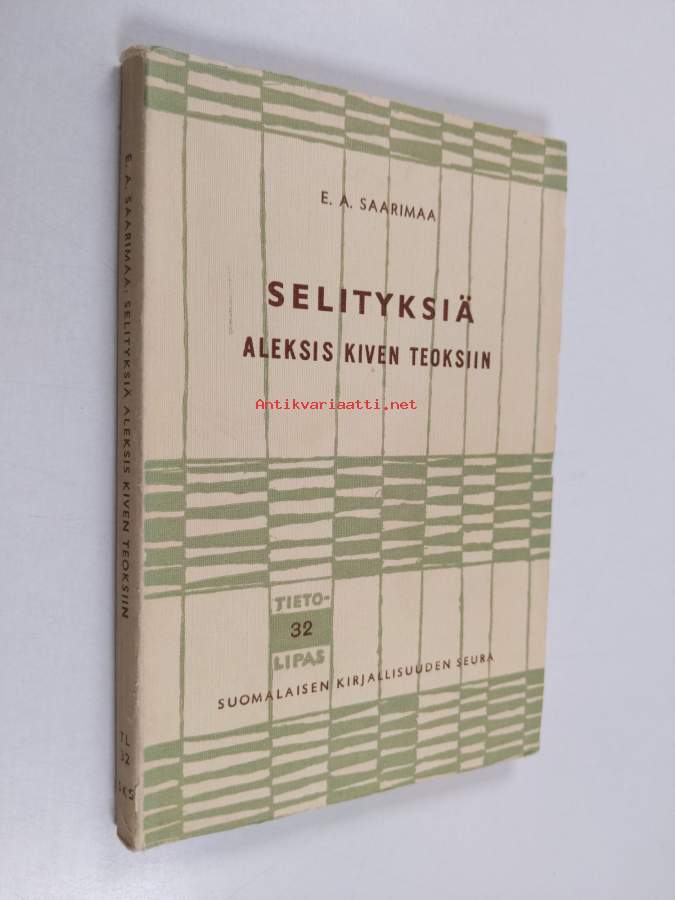 E. A. SAARIMAA
SELITYKSIÄ
ALEKSIS KIVEN TEOKSIIN
Antikvariaatti.net
TIETO-
32
LIPAS
SUOMALAISEN KIRJALLISUUDEN SEURA
E. A. SAARIMAA: SELITYKSIÄ ALEKSIS KIVEN TEOKSIIN
TL
32
SKS